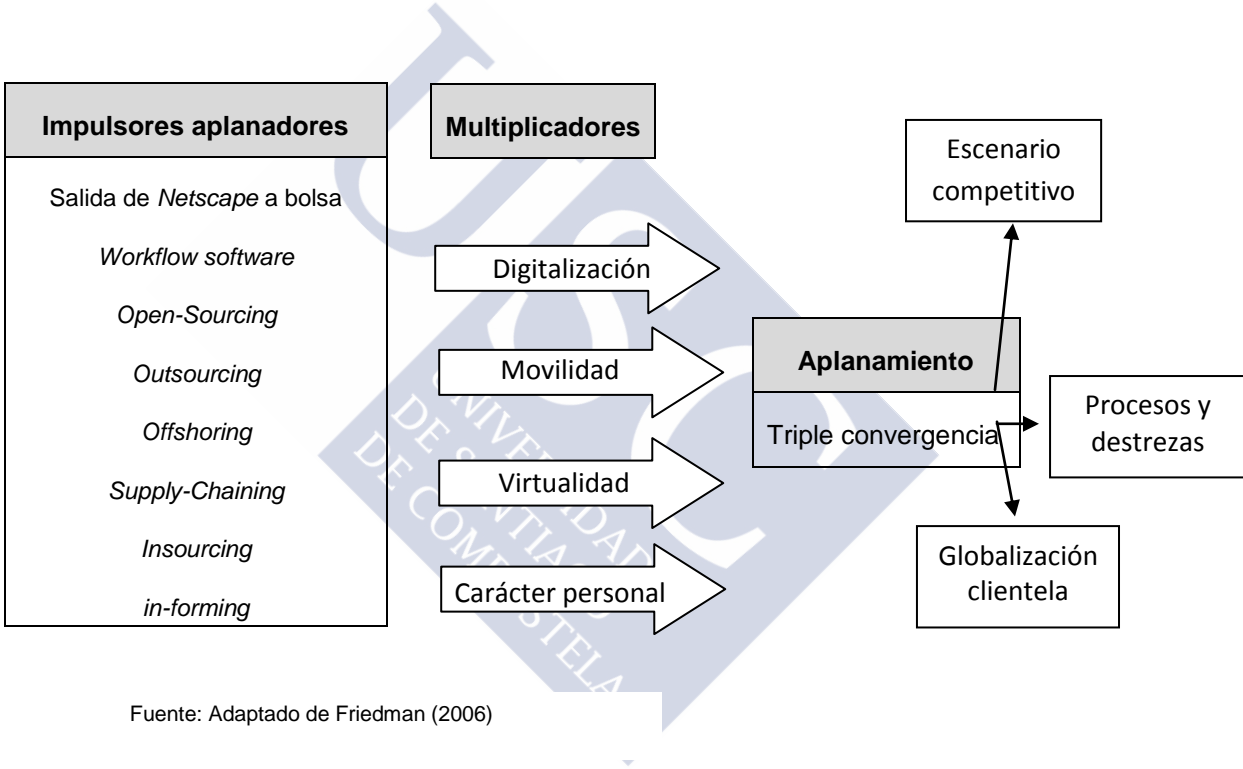 Impulsores aplanadores
Salida de Netscape a bolsa
Workflow software
Open-Sourcing
Outsourcing
Offshoring
Supply-Chaining
Insourcing
in-forming
Multiplicadores
Digitalización
Movilidad
Virtualidad
Carácter personal
Aplanamiento
Triple convergencia
Escenario
competitivo
Procesos y
destrezas
Globalización
clientela
Fuente: Adaptado de Friedman (2006)
USC